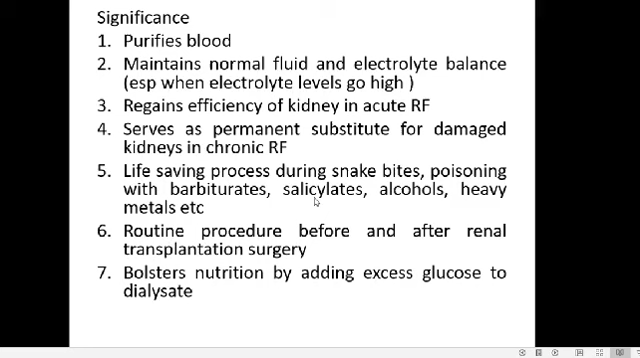 Significance
1. Purifies blood
2. Maintains normal fluid and electrolyte balance
(esp when electrolyte levels go high )
3. Regains efficiency of kidney in acute RF
4. Serves as permanent substitute for damaged
kidneys in chronic RF
5. Life saving process during snake bites, poisoning
with barbiturates, salicylates, alcohols, heavy
metals etc
6. Routine procedure before and after renal
transplantation surgery
7. Bolsters nutrition by adding excess glucose to
dialysate